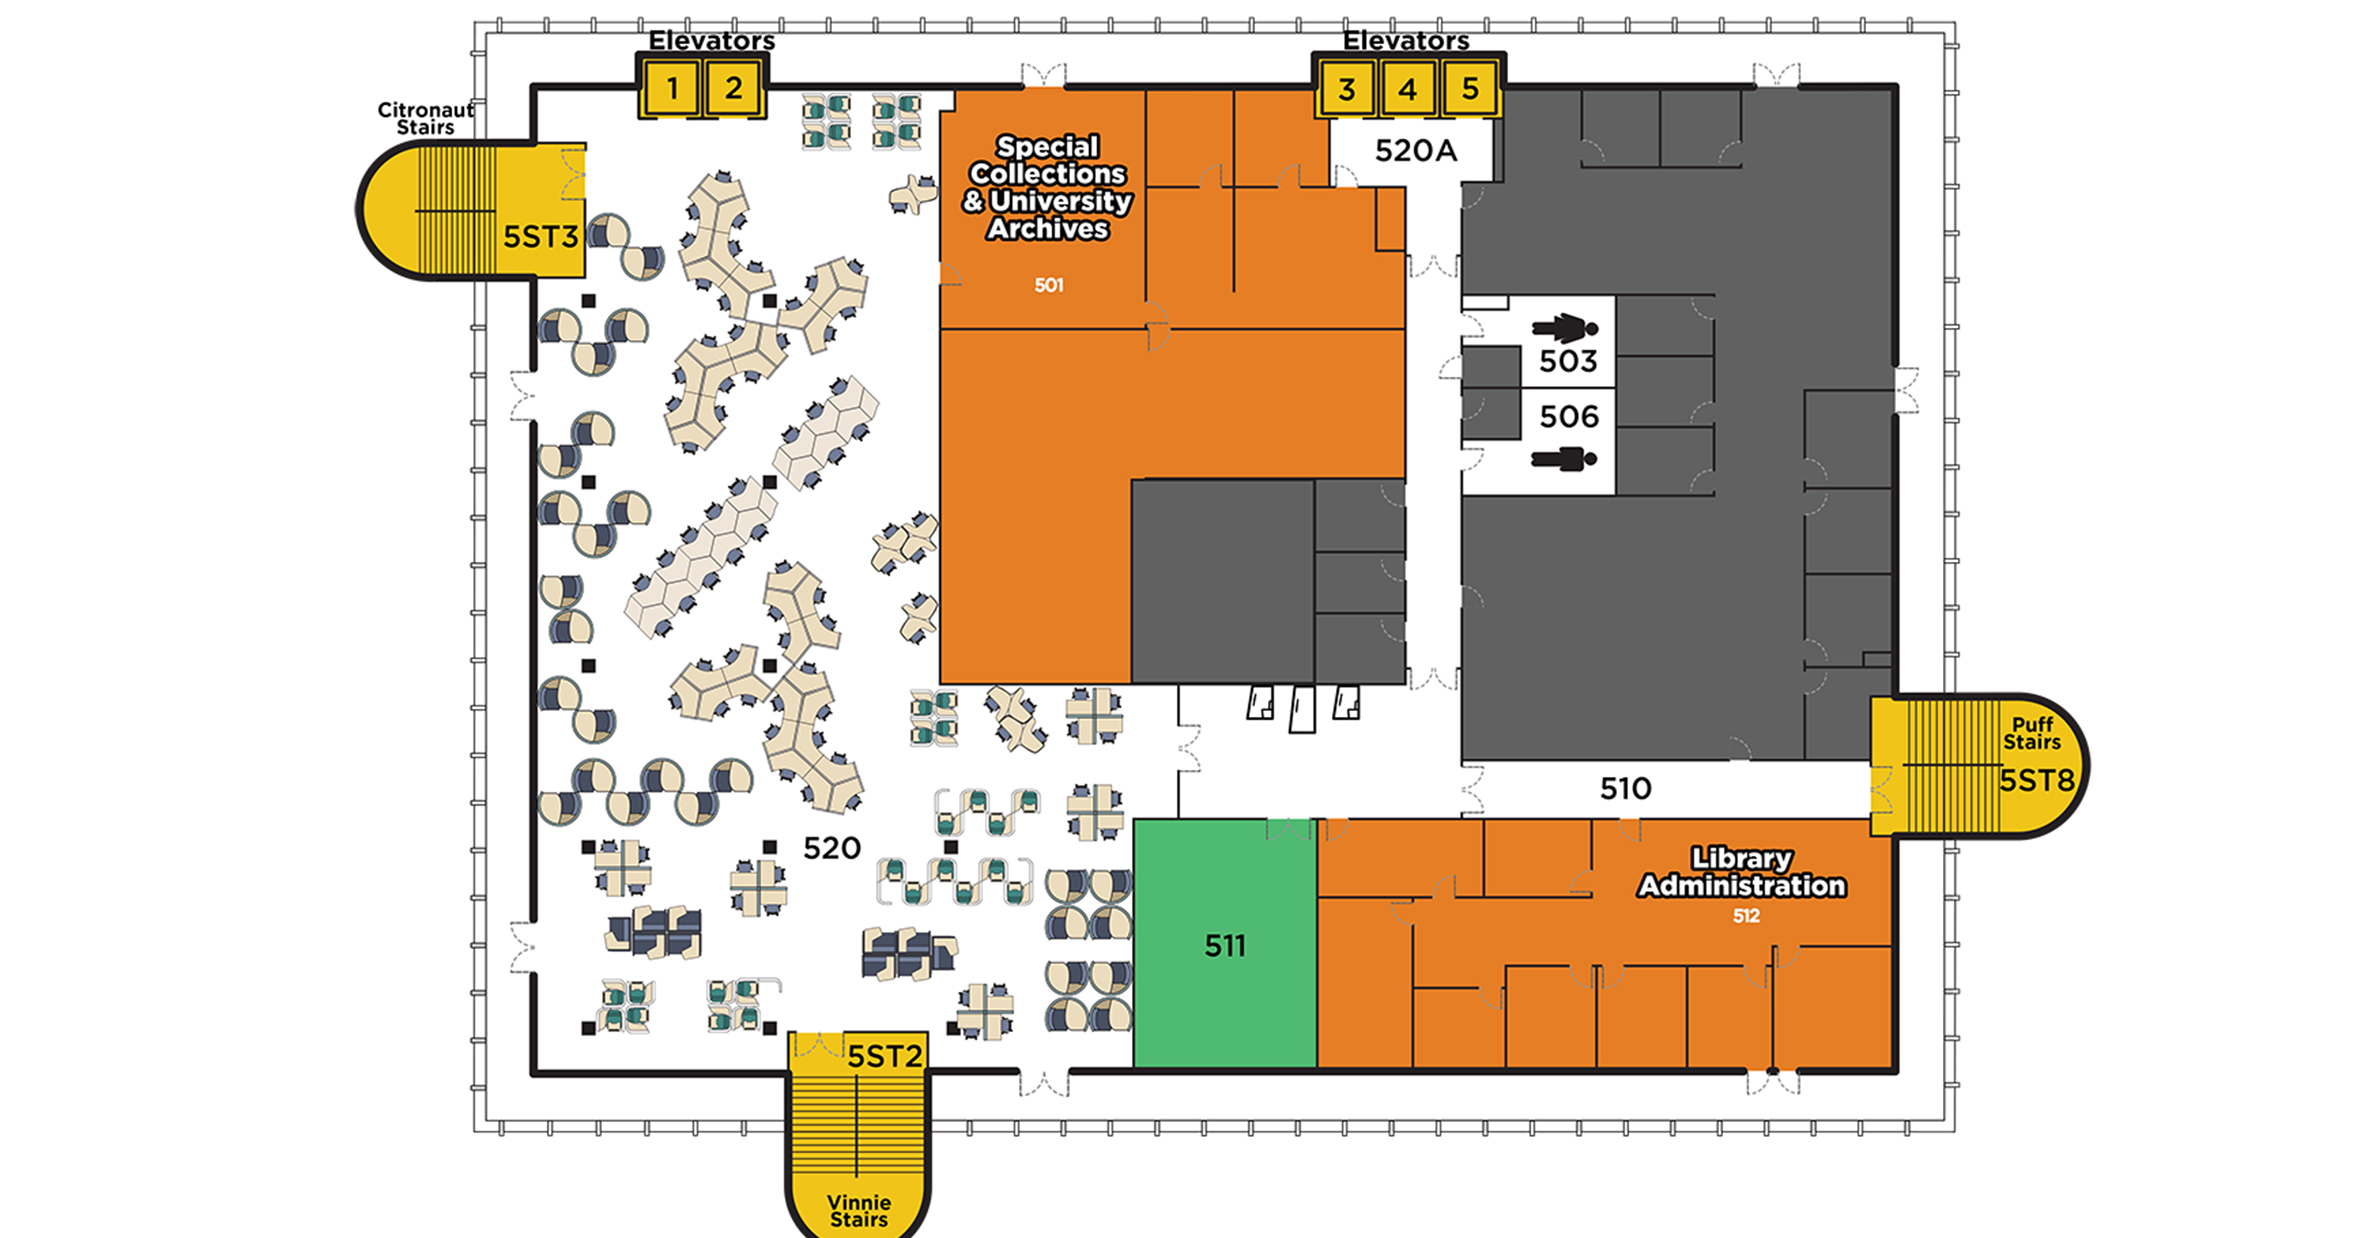 Elevators
1
2
Elevators
3
4
5
Citronaut
Stairs
5ST3
Special
Collections
& University
Archives
501
520A
503
506
Puff
Stairs
5ST8
510
520
Library
Administration
512
511
5ST2
Vinnie
Stairs